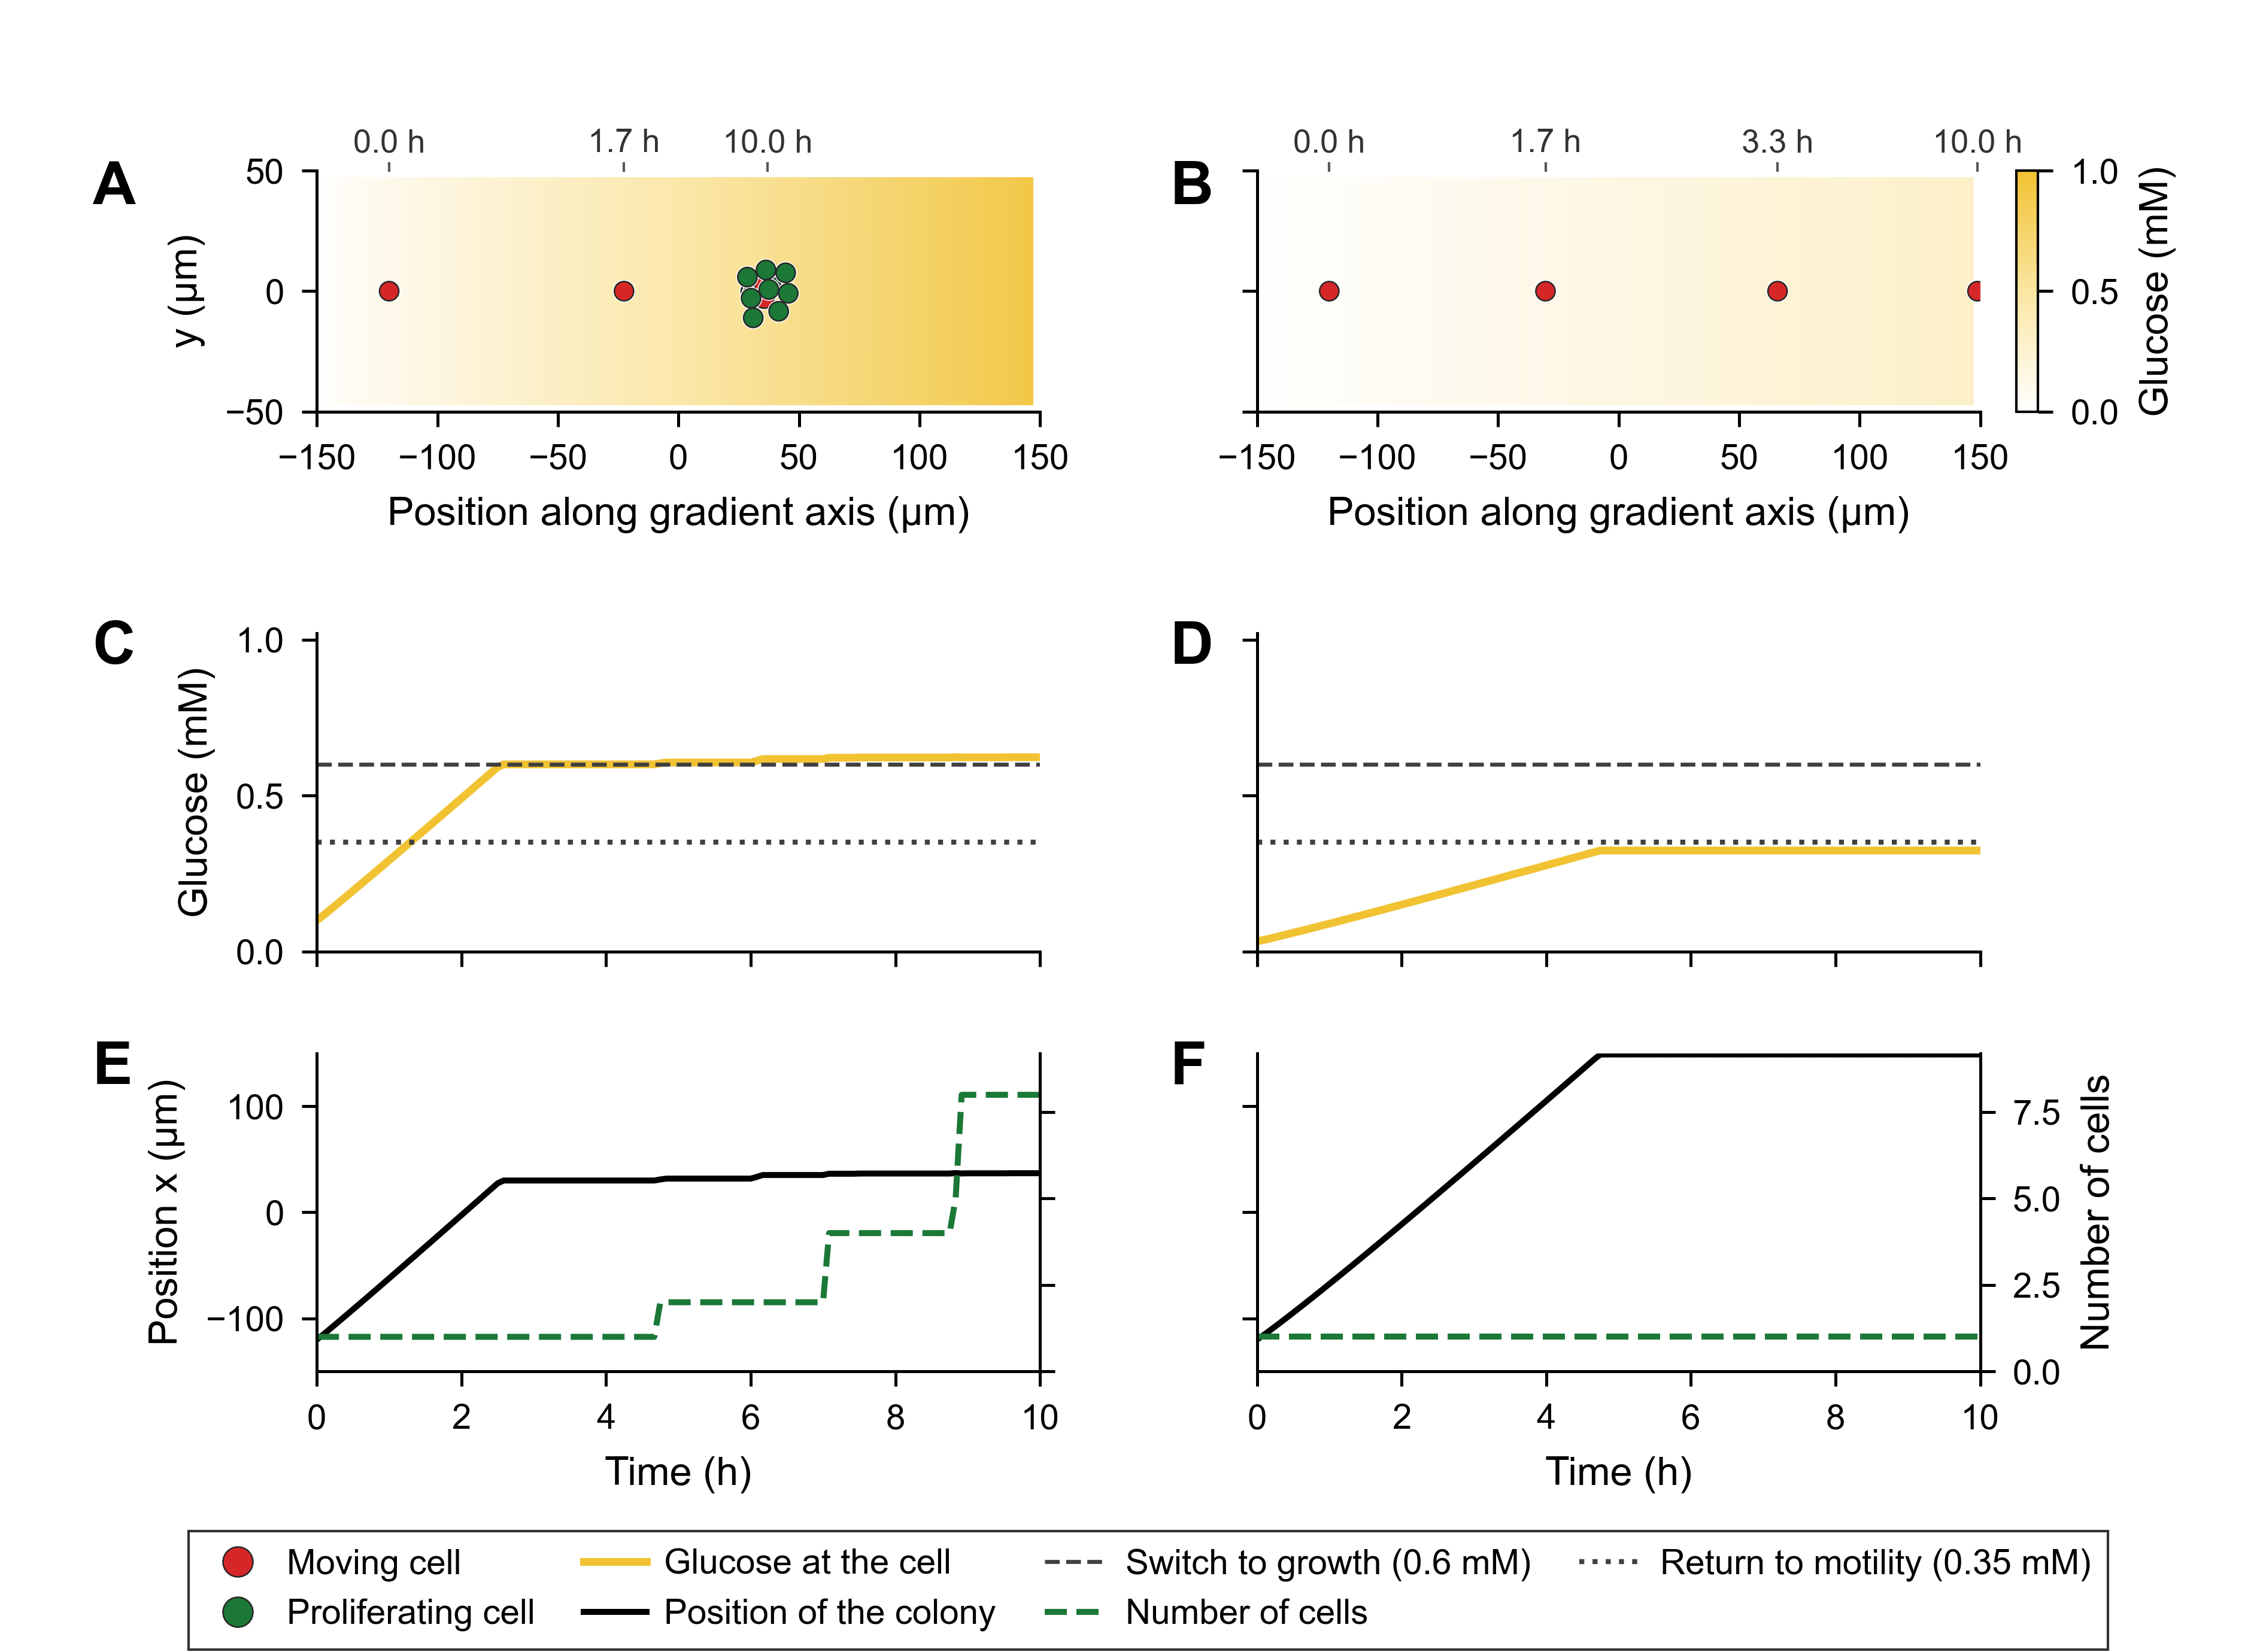 0.0 h 1.7 h 10.0 h
A
50
0
−50
y (µm)
−150 −100 −50 0 50 100 150
Position along gradient axis (µm)
0.0 h 1.7 h 3.3 h 10.0 h
B
−150 −100 −50 0 50 100 150
Position along gradient axis (µm)
1.0
0.5
0.0
Glucose (mM)
C
1.0
0.5
0.0
Glucose (mM)
D
E
100
0
−100
Position x (µm)
0 2 4 6 8 10
Time (h)
F
7.5
5.0
2.5
0.0
Number of cells
0 2 4 6 8 10
Time (h)
Moving cell
Proliferating cell
Glucose at the cell
Position of the colony
Switch to growth (0.6 mM)
Number of cells
Return to motility (0.35 mM)